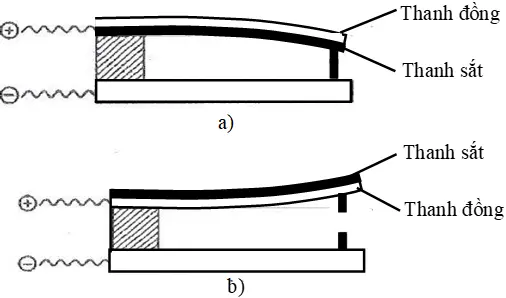 Thanh đồng
+
Thanh sắt
−
a)
Thanh sắt
+
Thanh đồng
−
b)